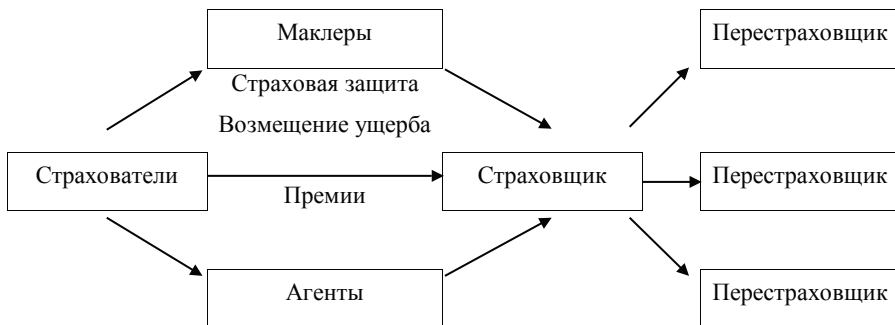 Маклеры
Перестраховщик
Страховая защита
Возмещение ущерба
Страхователи
Страховщик
Перестраховщик
Премии
Агенты
Перестраховщик